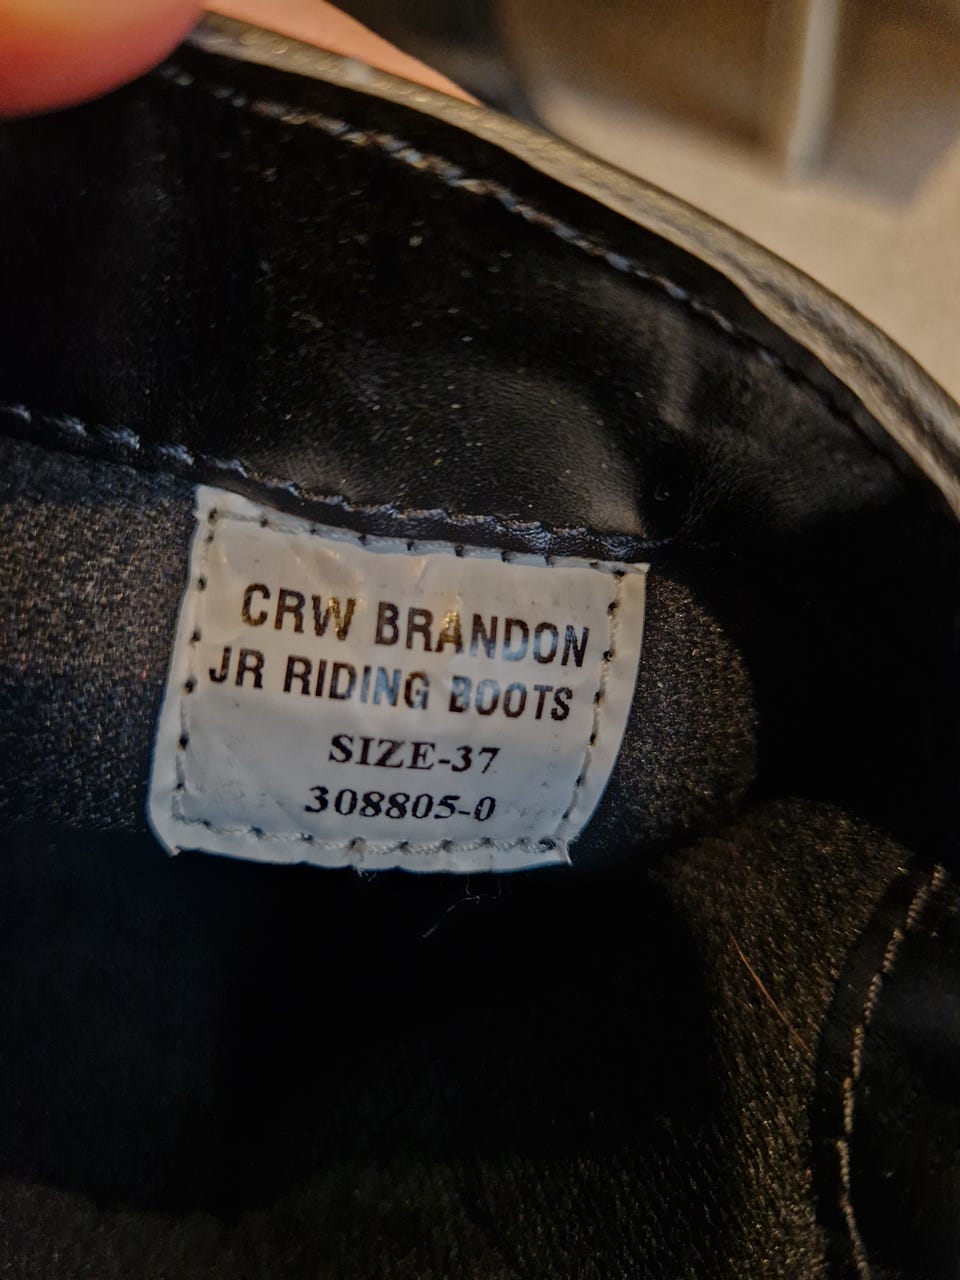 CRW BRANDON
JR RIDING BOOTS
SIZE-37
308805-0